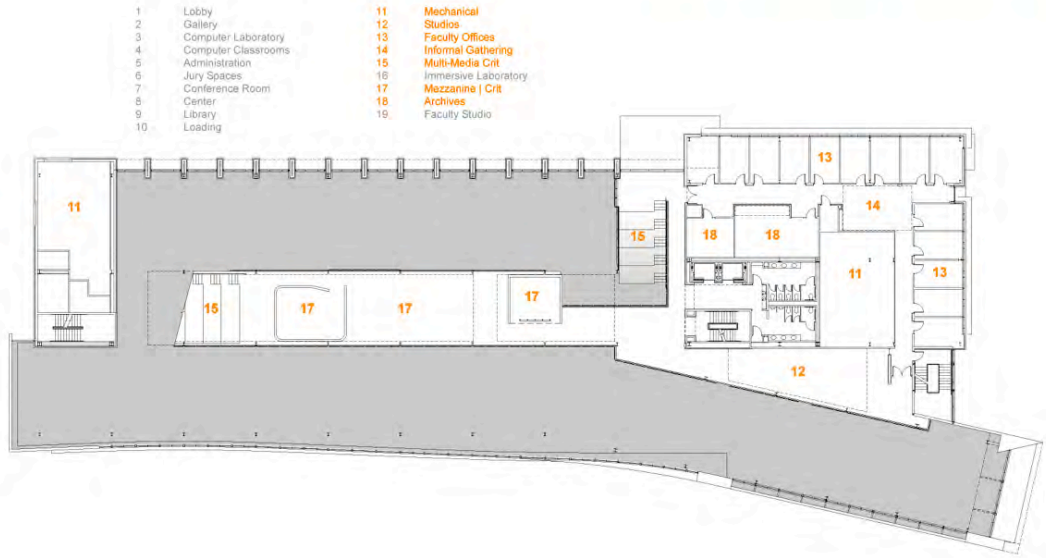 1 Lobby
2 Gallery
3 Computer Laboratory
4 Computer Classrooms
5 Administration
6 Jury Spaces
7 Conference Room
8 Center
9 Library
10 Loading
11 Mechanical
12 Studios
13 Faculty Offices
14 Informal Gathering
15 Multi-Media Crit
16 Immersive Laboratory
17 Mezzanine | Crit
18 Archives
19 Faculty Studio
13
11
14
15
18
18
11
13
15
17
17
17
12